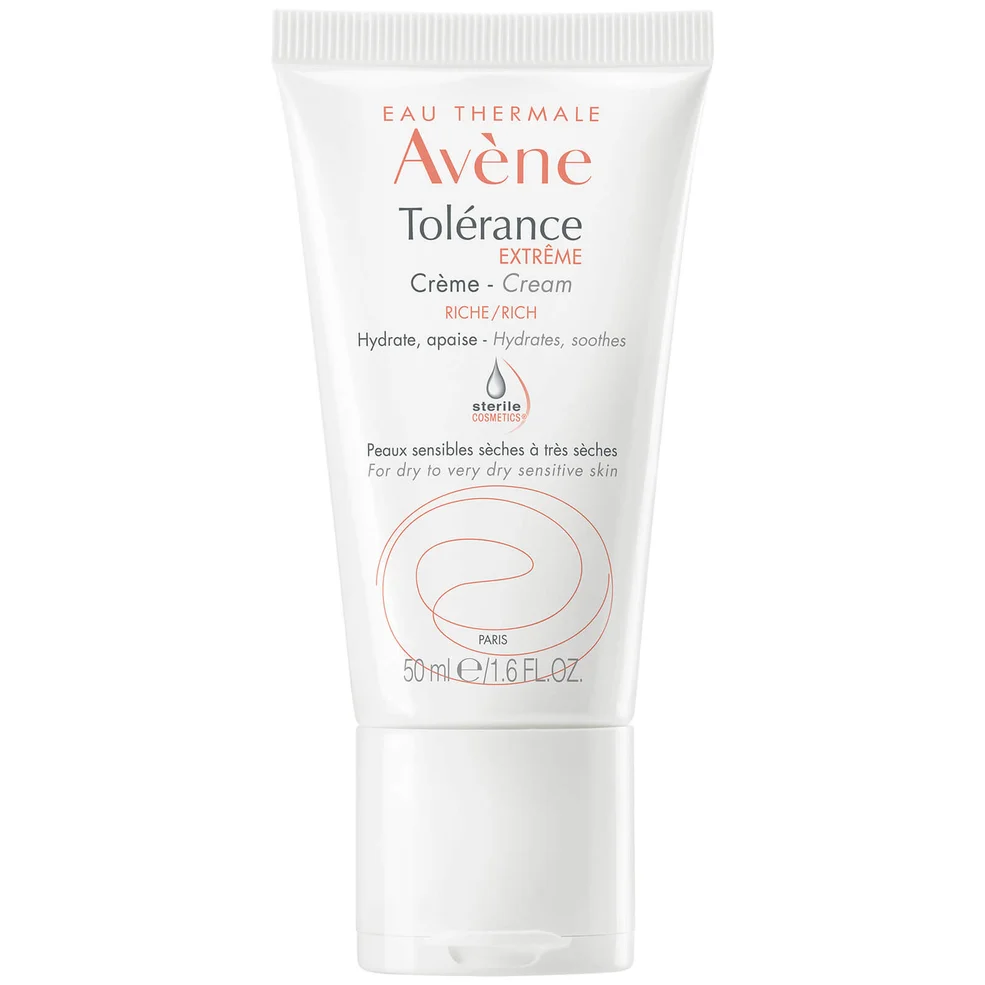 EAU THERMALE
Avène
Tolérance
EXTRÊME
Crème - Cream
RICHE/RICH
Hydrate, apaise - Hydrates, soothes
sterile
COSMETICS®
Peaux sensibles sèches à très sèches
For dry to very dry sensitive skin
PARIS
50 ml ℮/1.6 FL.OZ.